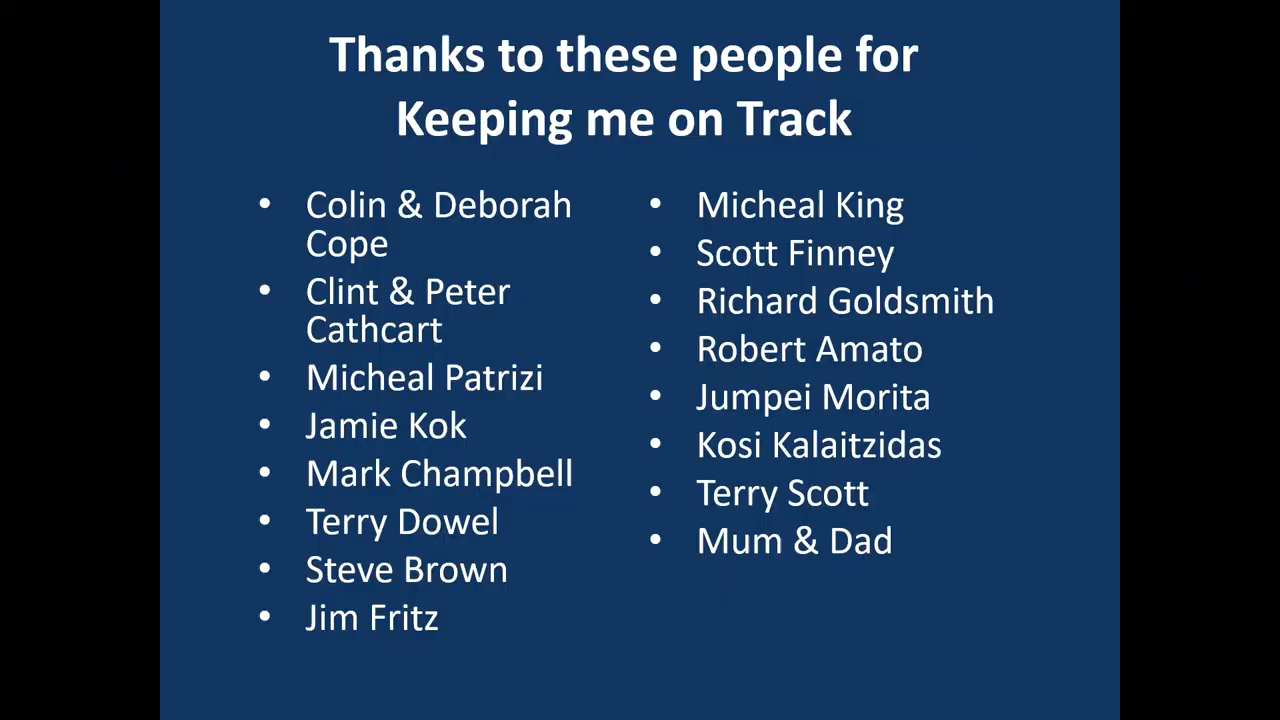 Thanks to these people for
Keeping me on Track
• Colin & Deborah
Cope
• Clint & Peter
Cathcart
• Micheal Patrizi
• Jamie Kok
• Mark Champbell
• Terry Dowel
• Steve Brown
• Jim Fritz
• Micheal King
• Scott Finney
• Richard Goldsmith
• Robert Amato
• Jumpei Morita
• Kosi Kalaitzidas
• Terry Scott
• Mum & Dad